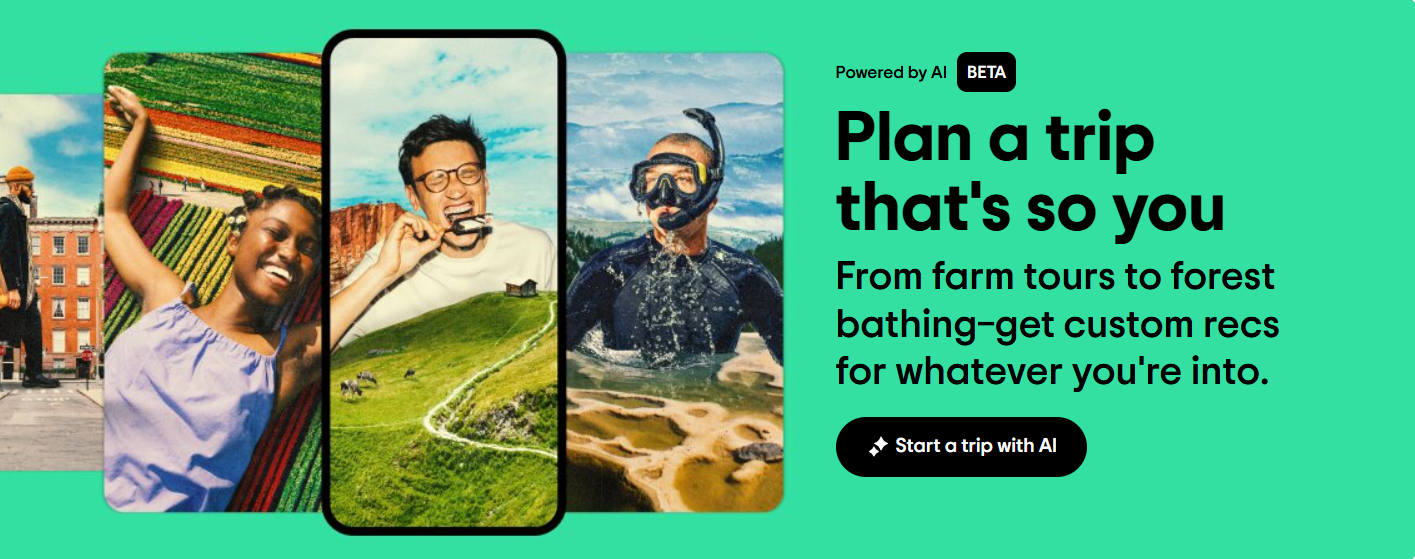 Powered by AI BETA
Plan a trip
that's so you
From farm tours to forest
bathing–get custom recs
for whatever you're into.
Start a trip with AI